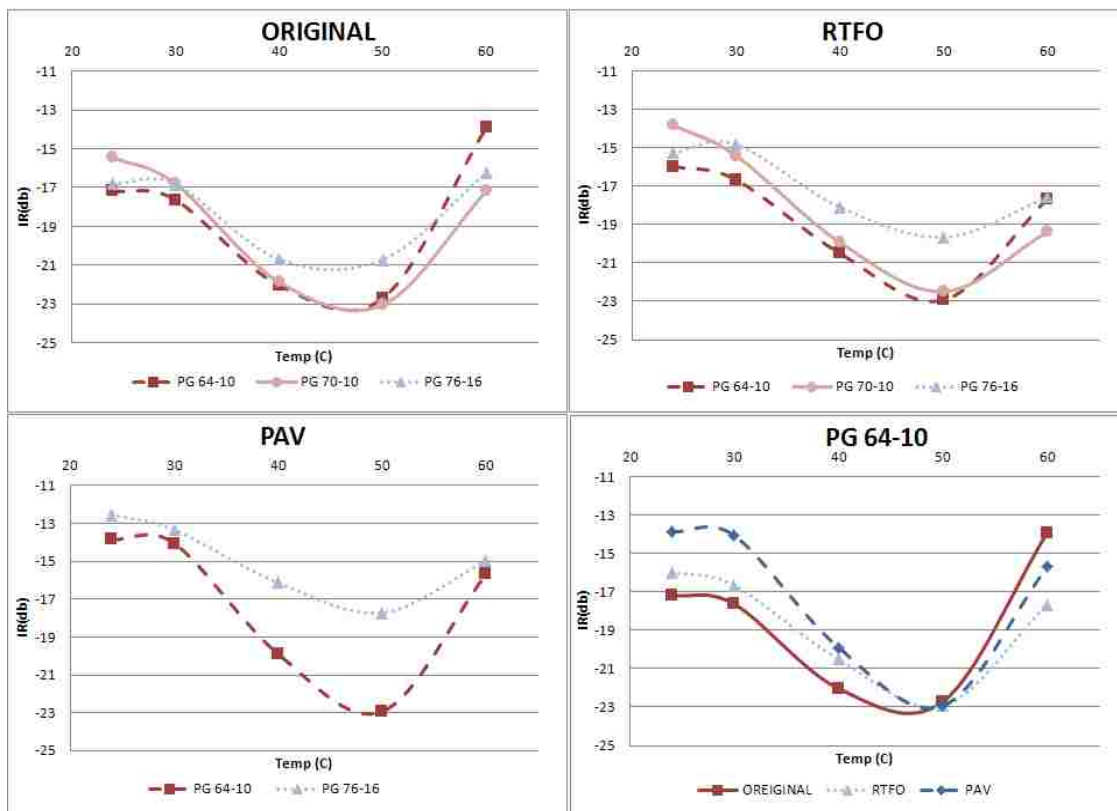 ORIGINAL
20 30 40 50 60
-11
-13
-15
-17
-19
-21
-23
-25
IR(db)
Temp (C)
PG 64-10 PG 70-10 PG 76-16
RTFO
20 30 40 50 60
-11
-13
-15
-17
-19
-21
-23
-25
IR(db)
Temp (C)
PG 64-10 PG 70-10 PG 76-16
PAV
20 30 40 50 60
-11
-13
-15
-17
-19
-21
-23
-25
IR(db)
Temp (C)
PG 64-10 PG 76-16
PG 64-10
20 30 40 50 60
-11
-13
-15
-17
-19
-21
-23
-25
IR(db)
Temp (C)
OREIGINAL RTFO PAV